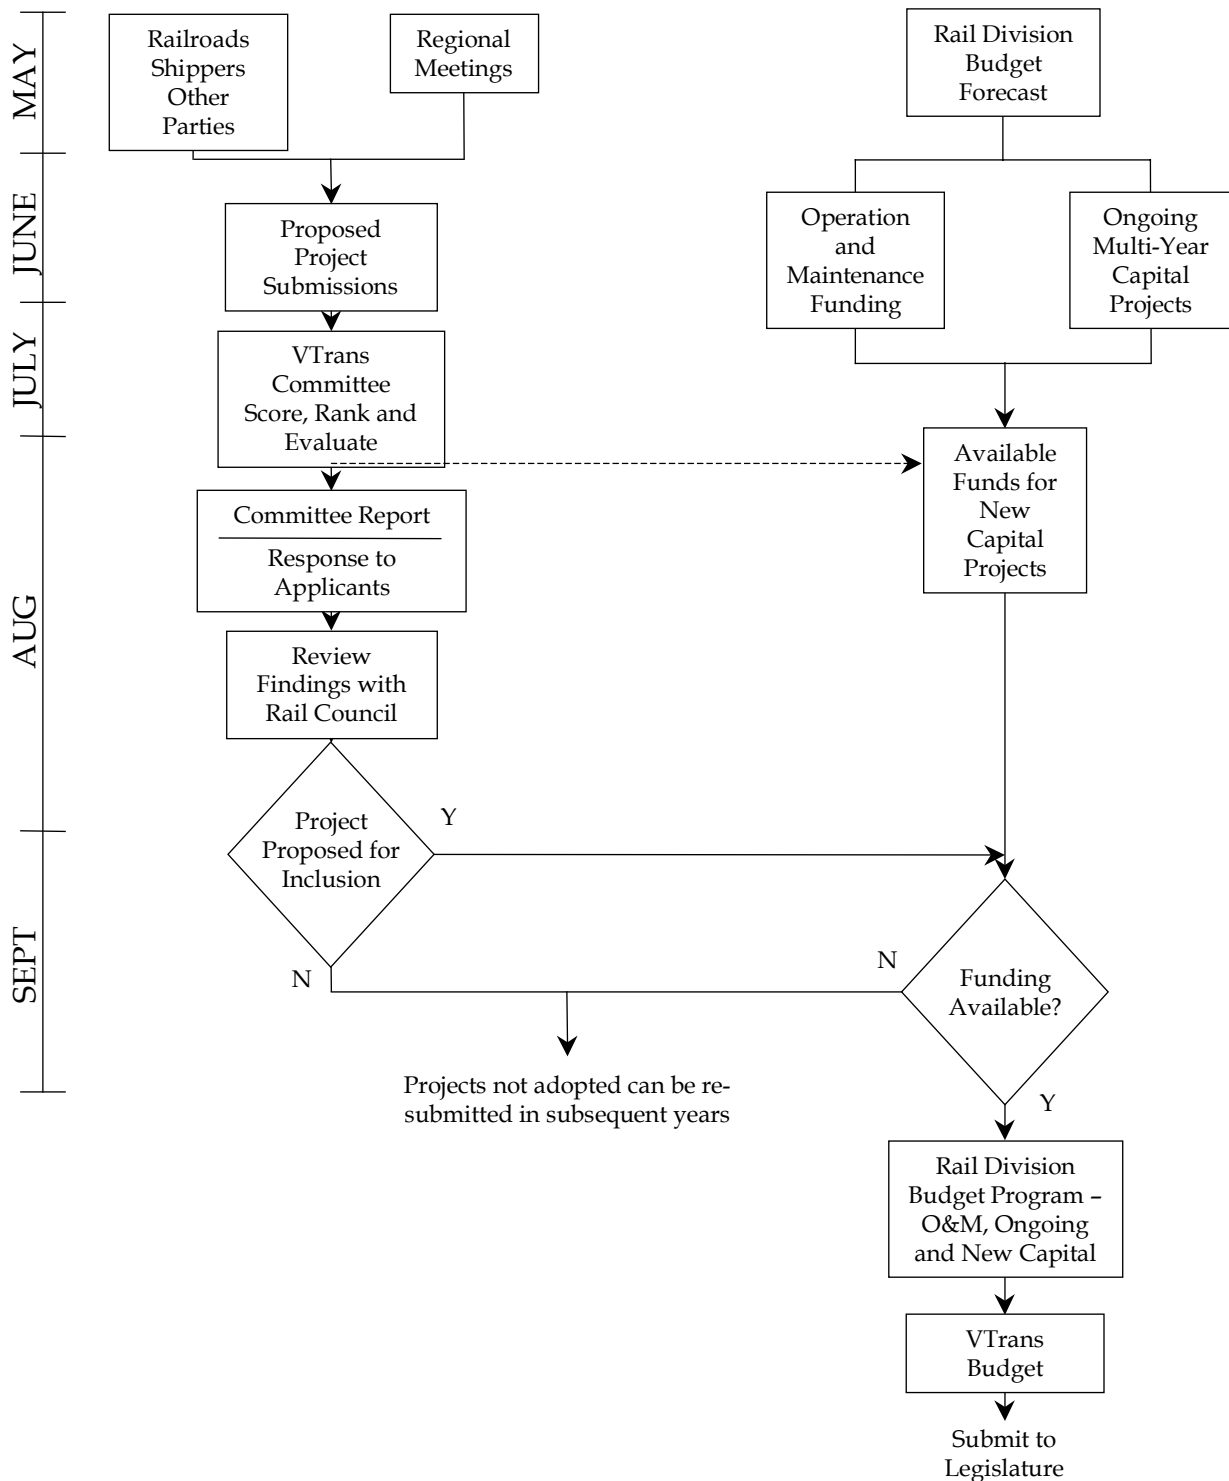 MAY
Railroads
Shippers
Other
Parties
Regional
Meetings
Rail Division
Budget
Forecast
JUNE
Proposed
Project
Submissions
Operation
and
Maintenance
Funding
Ongoing
Multi-Year
Capital
Projects
JULY
VTrans
Committee
Score, Rank and
Evaluate
AUG
Available
Funds for
New
Capital
Projects
Committee Report
Response to
Applicants
Review
Findings with
Rail Council
SEPT
Project
Proposed for
Inclusion
Y
N
N
Funding
Available?
Y
Projects not adopted can be re-
submitted in subsequent years
Rail Division
Budget Program –
O&M, Ongoing
and New Capital
VTrans
Budget
Submit to
Legislature